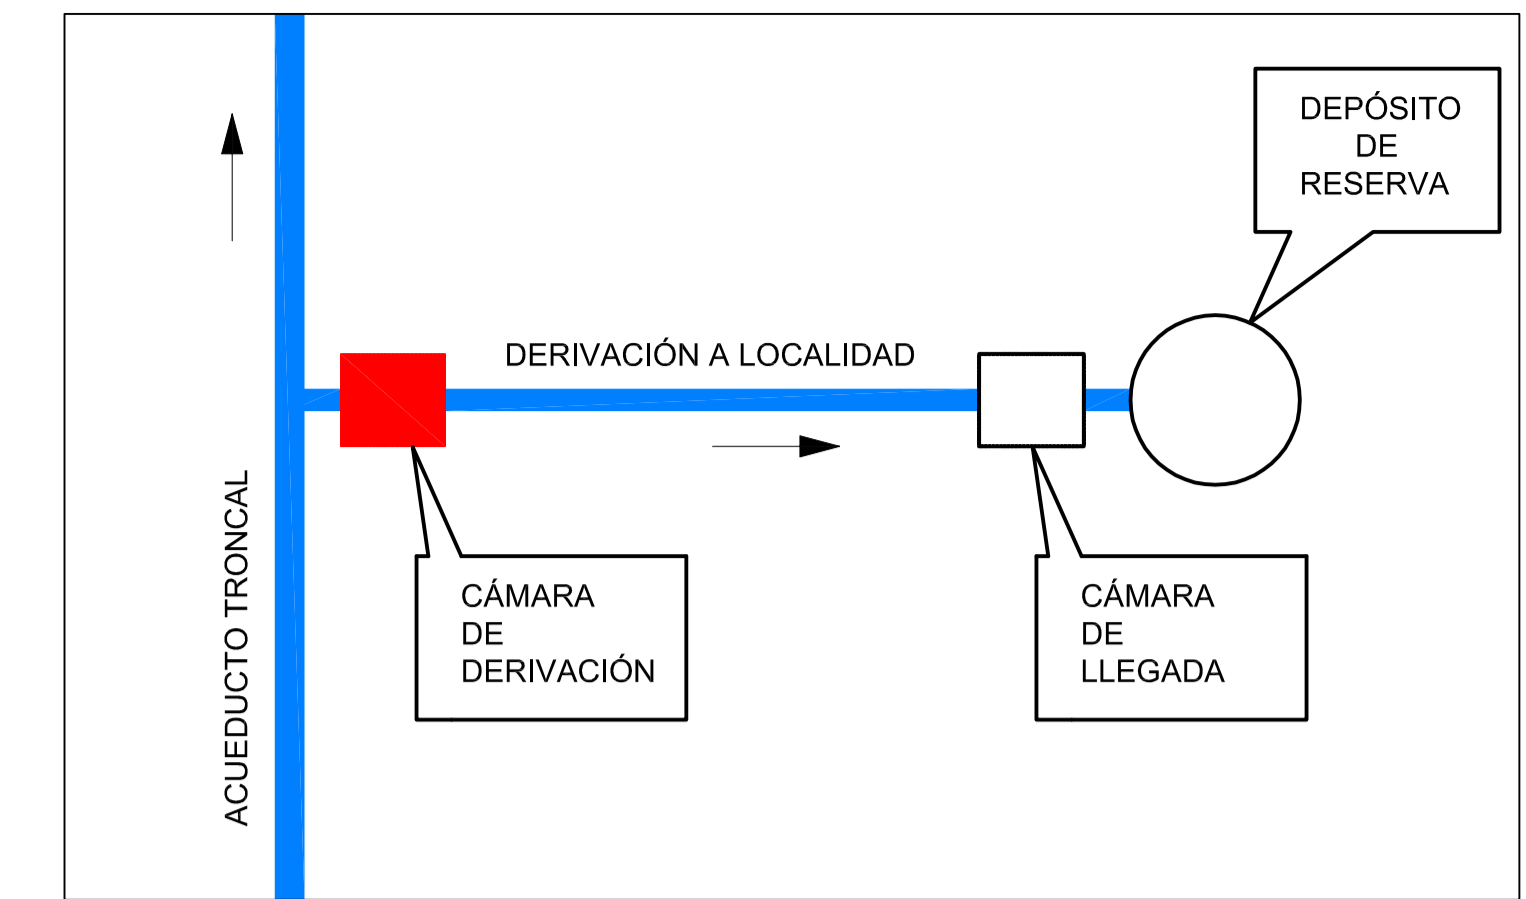 DEPÓSITO
DE
RESERVA
DERIVACIÓN A LOCALIDAD
ACUEDUCTO TRONCAL
CÁMARA
DE
DERIVACIÓN
CÁMARA
DE
LLEGADA